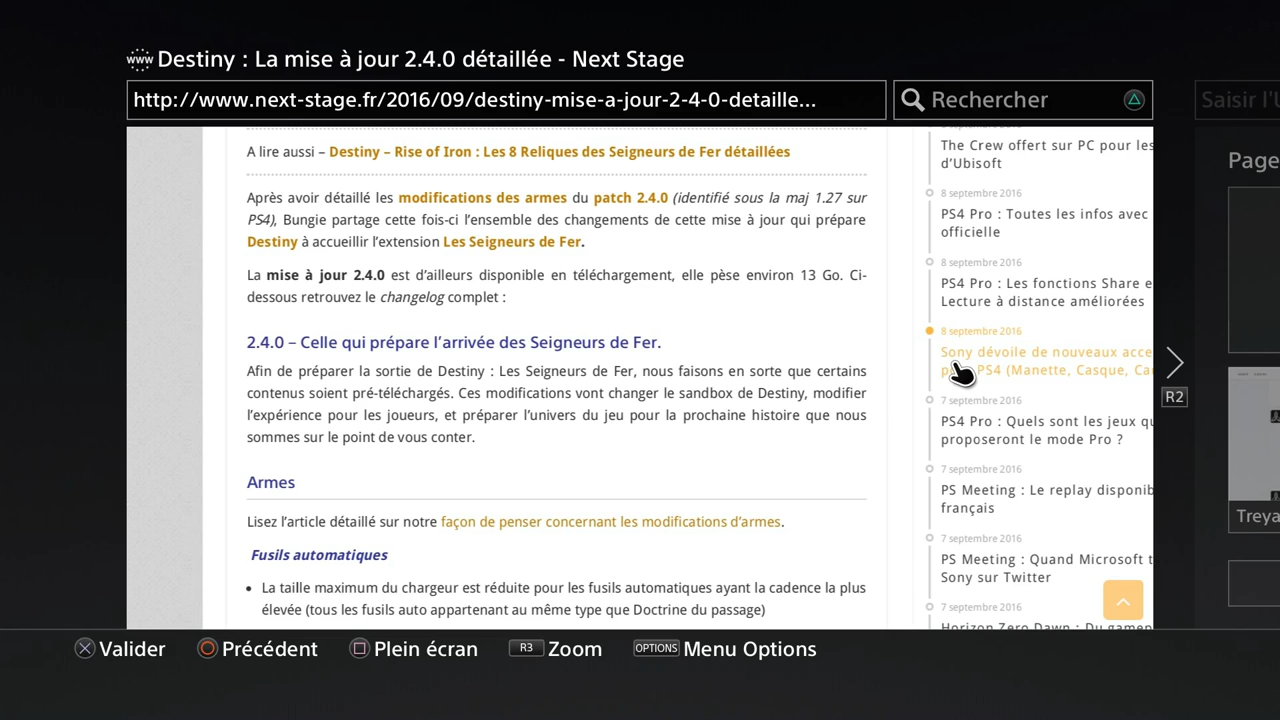 www Destiny : La mise à jour 2.4.0 détaillée - Next Stage
http://www.next-stage.fr/2016/09/destiny-mise-a-jour-2-4-0-detaille...
Rechercher
Saisir l'U
Page
A lire aussi – Destiny – Rise of Iron : Les 8 Reliques des Seigneurs de Fer détaillées
Après avoir détaillé les modifications des armes du patch 2.4.0 (identifié sous la maj 1.27 sur
PS4), Bungie partage cette fois-ci l'ensemble des changements de cette mise à jour qui prépare
Destiny à accueillir l'extension Les Seigneurs de Fer.
La mise à jour 2.4.0 est d'ailleurs disponible en téléchargement, elle pèse environ 13 Go. Ci-
dessous retrouvez le changelog complet :
2.4.0 – Celle qui prépare l'arrivée des Seigneurs de Fer.
Afin de préparer la sortie de Destiny : Les Seigneurs de Fer, nous faisons en sorte que certains
contenus soient pré-téléchargés. Ces modifications vont changer le sandbox de Destiny, modifier
l'expérience pour les joueurs, et préparer l'univers du jeu pour la prochaine histoire que nous
sommes sur le point de vous conter.
Armes
Lisez l'article détaillé sur notre façon de penser concernant les modifications d'armes.
Fusils automatiques
• La taille maximum du chargeur est réduite pour les fusils automatiques ayant la cadence la plus
élevée (tous les fusils auto appartenant au même type que Doctrine du passage)
The Crew offert sur PC pour les
d'Ubisoft
8 septembre 2016
PS4 Pro : Toutes les infos avec
officielle
8 septembre 2016
PS4 Pro : Les fonctions Share e
Lecture à distance améliorées
8 septembre 2016
Sony dévoile de nouveaux acce
PS4 (Manette, Casque, Ca
7 septembre 2016
PS4 Pro : Quels sont les jeux qu
proposeront le mode Pro ?
7 septembre 2016
PS Meeting : Le replay disponib
français
7 septembre 2016
PS Meeting : Quand Microsoft t
Sony sur Twitter
7 septembre 2016
Horizon Zero Dawn : Du gamep
R2
Treya
Valider
Précédent
Plein écran
R3 Zoom
OPTIONS Menu Options